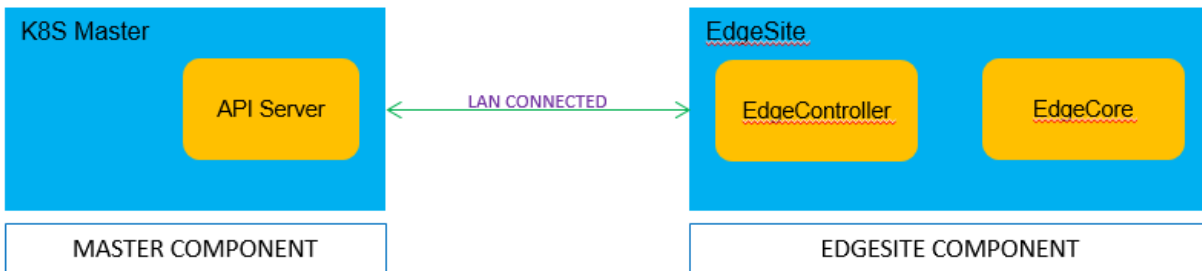 K8S Master
API Server
LAN CONNECTED
EdgeSite
EdgeController
EdgeCore
MASTER COMPONENT
EDGESITE COMPONENT